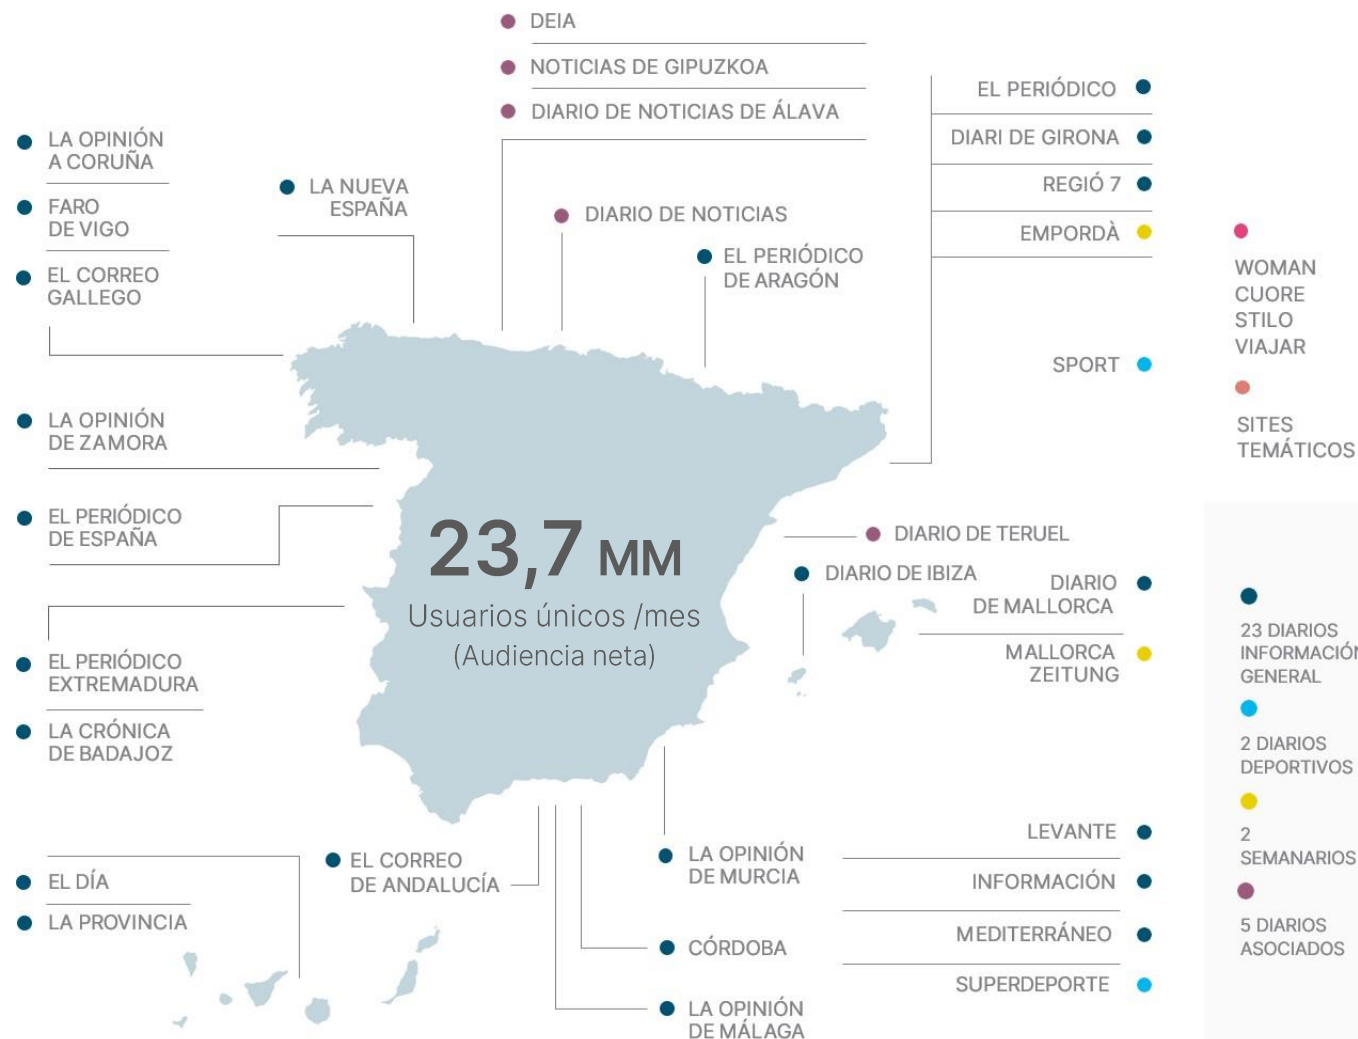 DEIA
NOTICIAS DE GIPUZKOA
DIARIO DE NOTICIAS DE ÁLAVA
LA OPINIÓN
A CORUÑA
FARO
DE VIGO
EL CORREO
GALLEGO
LA NUEVA
ESPAÑA
DIARIO DE NOTICIAS
EL PERIÓDICO
DE ARAGÓN
EL PERIÓDICO
DIARI DE GIRONA
REGIÓ 7
EMPORDÀ
SPORT
WOMAN
CUORE
STILO
VIAJAR
SITES
TEMÁTICOS
LA OPINIÓN
DE ZAMORA
EL PERIÓDICO
DE ESPAÑA
EL PERIÓDICO
EXTREMADURA
LA CRÓNICA
DE BADAJOZ
23,7 MM
Usuarios únicos /mes
(Audiencia neta)
DIARIO DE TERUEL
DIARIO DE IBIZA
DIARIO
DE MALLORCA
MALLORCA
ZEITUNG
23 DIARIOS
INFORMACIÓN
GENERAL
2 DIARIOS
DEPORTIVOS
2
SEMANARIOS
5 DIARIOS
ASOCIADOS
EL DÍA
LA PROVINCIA
EL CORREO
DE ANDALUCÍA
LA OPINIÓN
DE MURCIA
CÓRDOBA
LA OPINIÓN
DE MÁLAGA
LEVANTE
INFORMACIÓN
MEDITERRÁNEO
SUPERDEPORTE